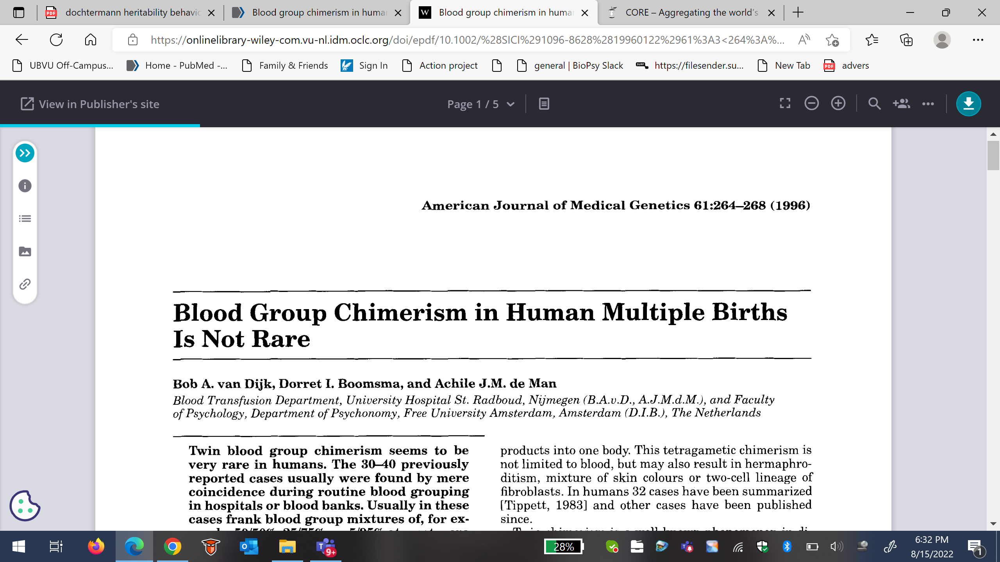 dochtermann heritability behavio
Blood group chimerism in huma
Blood group chimerism in human
CORE – Aggregating the world's
https://onlinelibrary-wiley-com.vu-nl.idm.oclc.org/doi/epdf/10.1002/%28SICI%291096-8628%2819960122%2961%3A3<264%3A%...
UBVU Off-Campus...
Home - PubMed -...
Family & Friends
Sign In
Action project
general | BioPsy Slack
SURF
https://filesender.su...
New Tab
PDF
advers
View in Publisher's site
Page 1 / 5
American Journal of Medical Genetics 61:264–268 (1996)
Blood Group Chimerism in Human Multiple Births
Is Not Rare
Bob A. van Dijk, Dorret I. Boomsma, and Achile J.M. de Man
Blood Transfusion Department, University Hospital St. Radboud, Nijmegen (B.A.v.D., A.J.M.d.M.), and Faculty
of Psychology, Department of Psychonomy, Free University Amsterdam, Amsterdam (D.I.B.), The Netherlands
Twin blood group chimerism seems to be
very rare in humans. The 30–40 previously
reported cases usually were found by mere
coincidence during routine blood grouping
in hospitals or blood banks. Usually in these
cases frank blood group mixtures of, for ex-
products into one body. This tetragametic chimerism is
not limited to blood, but may also result in hermaphro-
ditism, mixture of skin colours or two-cell lineage of
fibroblasts. In humans 32 cases have been summarized
[Tippett, 1983] and other cases have been published
since.
28%
9+
6:32 PM
8/15/2022
1